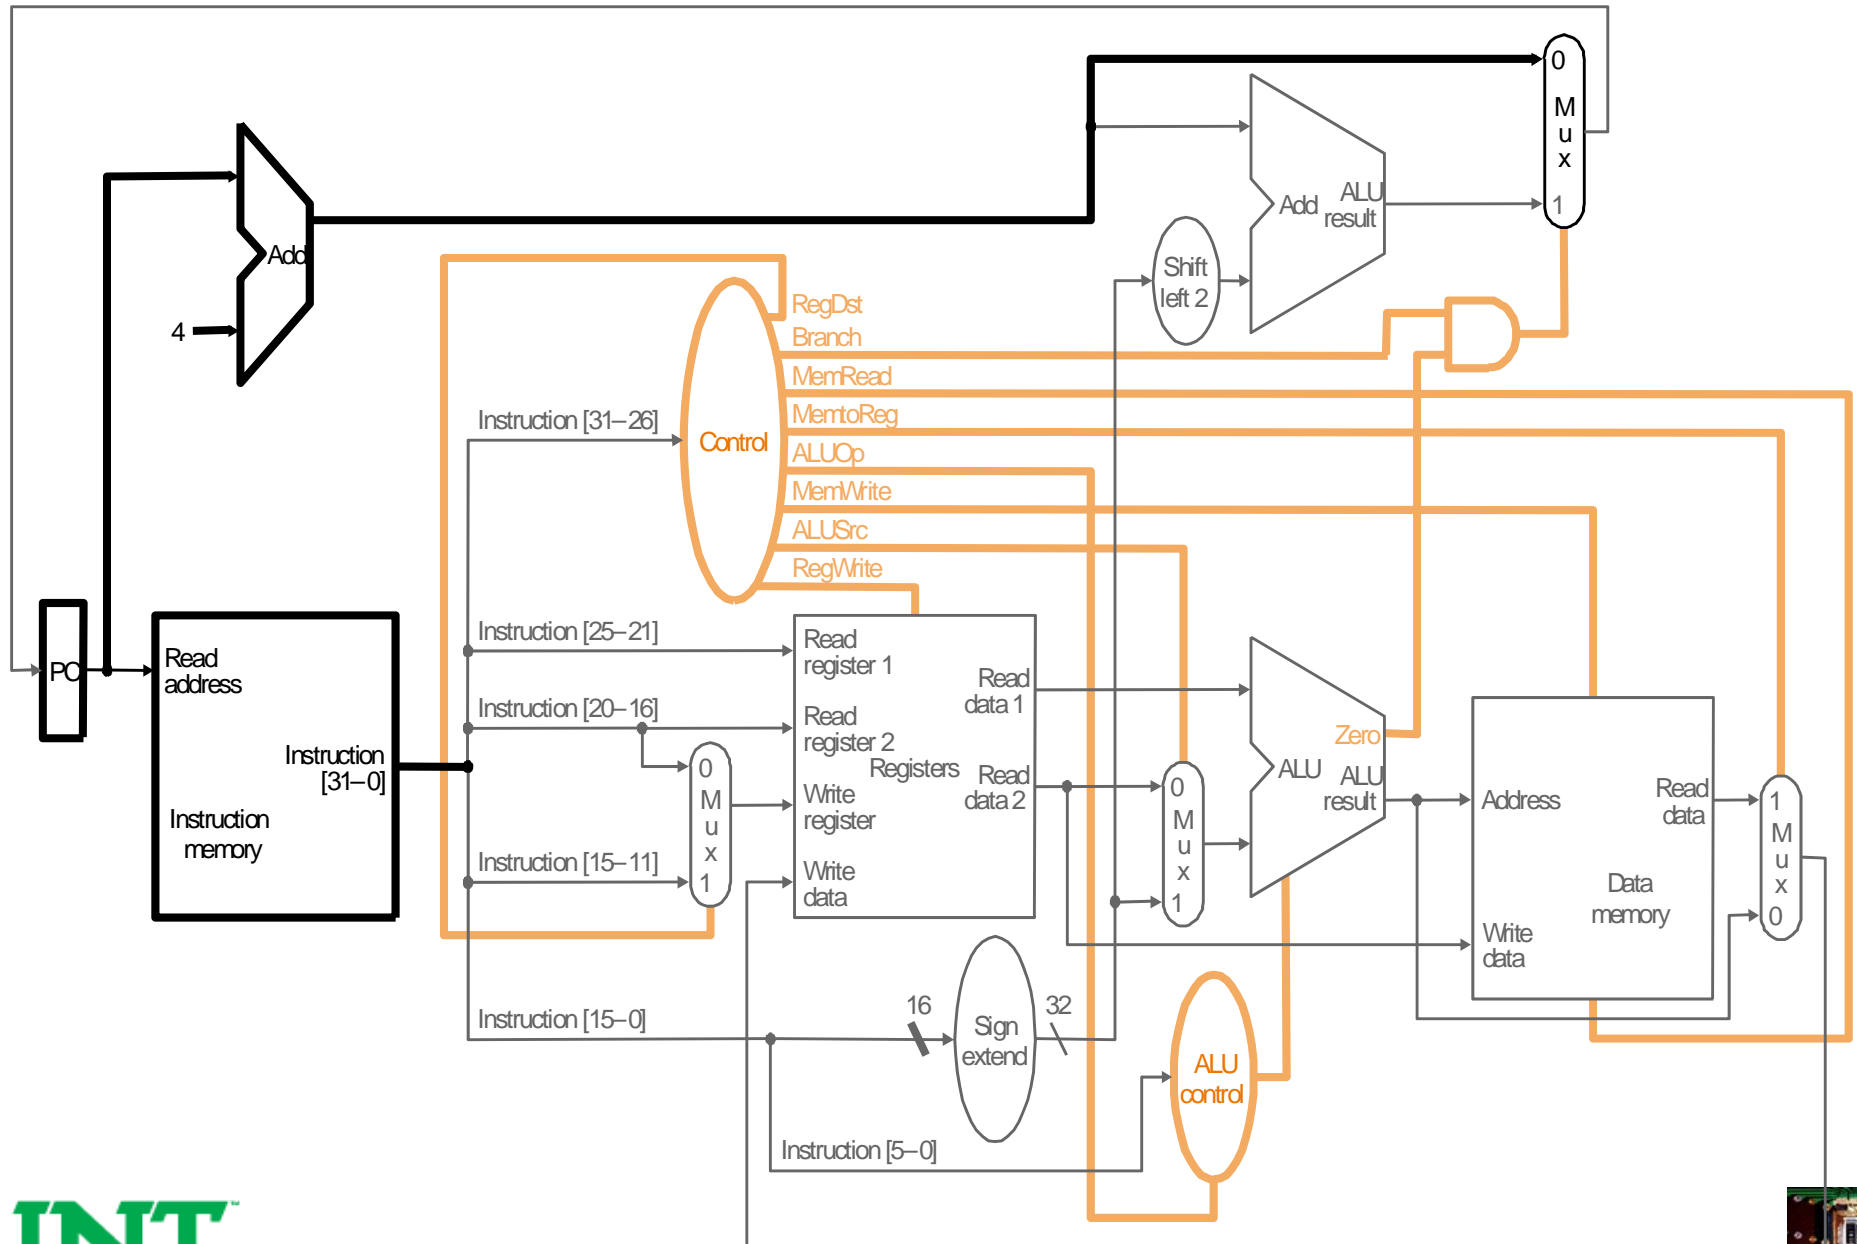 0
M
u
x
1
Add
ALU
result
Add
4
Shift
left 2
RegDst
Branch
MemRead
MemtoReg
ALUOp
MemWrite
ALUSrc
RegWrite
Control
Instruction [31–26]
Instruction [25–21]
Instruction [20–16]
Instruction [15–11]
Instruction [15–0]
Instruction [5–0]
PC
Read
address
Instruction
[31–0]
Instruction
memory
0
M
u
x
1
Read
register 1
Read
register 2
Write
register
Write
data
Registers
Read
data 1
Read
data 2
0
M
u
x
1
Zero
ALU
ALU
result
Address
Write
data
Read
data
Data
memory
1
M
u
x
0
16
Sign
extend
32
ALU
control
INT
™